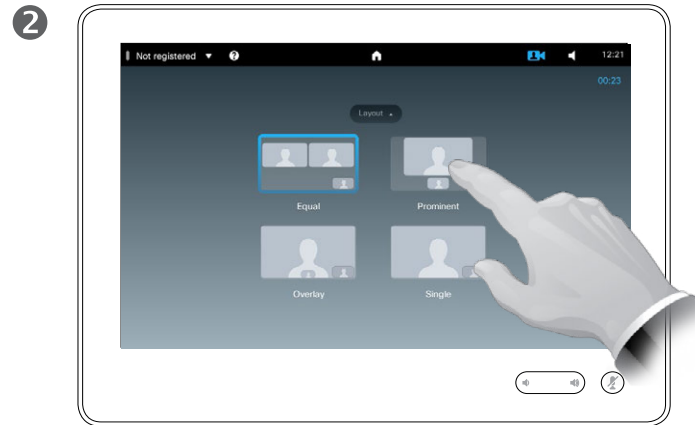 2
Not registered ? 12:21
00:23
Layout
Equal Prominent
Overlay Single